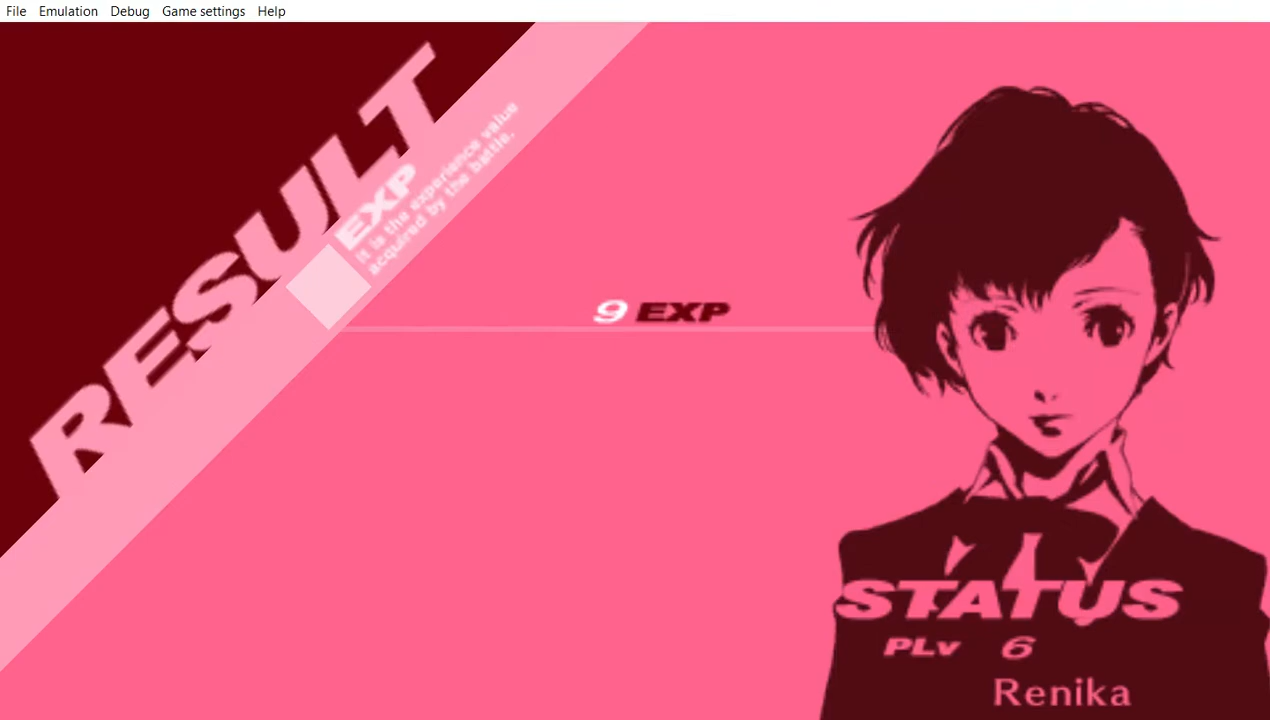 File Emulation Debug Game settings Help
RESULT
EXP
It is the experience value
acquired by the battle.
9 EXP
STATUS
PLv 6
Renika